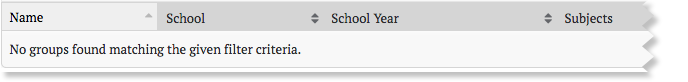 Name School School Year Subjects
No groups found matching the given filter criteria.